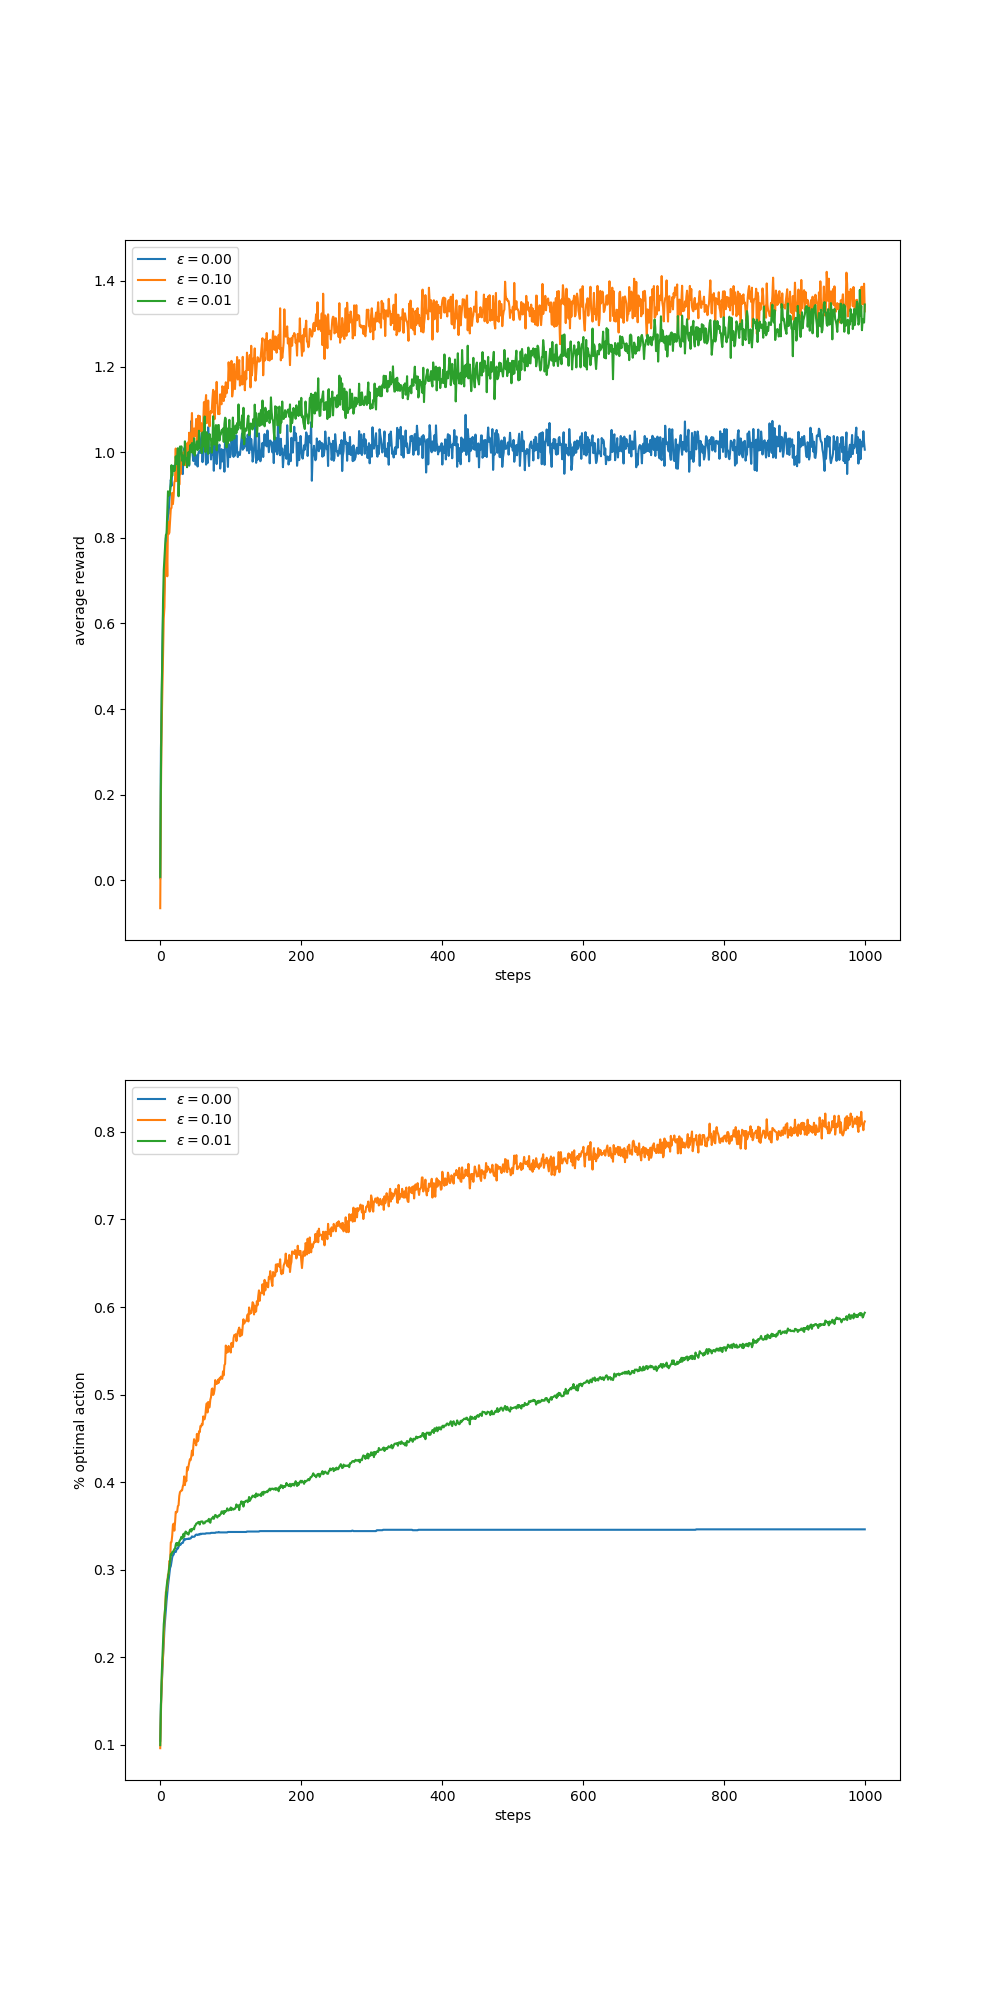 ε = 0.00
ε = 0.10
ε = 0.01
1.4
1.2
1.0
0.8
0.6
0.4
0.2
0.0
average reward
0 200 400 600 800 1000
steps
ε = 0.00
ε = 0.10
ε = 0.01
0.8
0.7
0.6
0.5
0.4
0.3
0.2
0.1
% optimal action
0 200 400 600 800 1000
steps